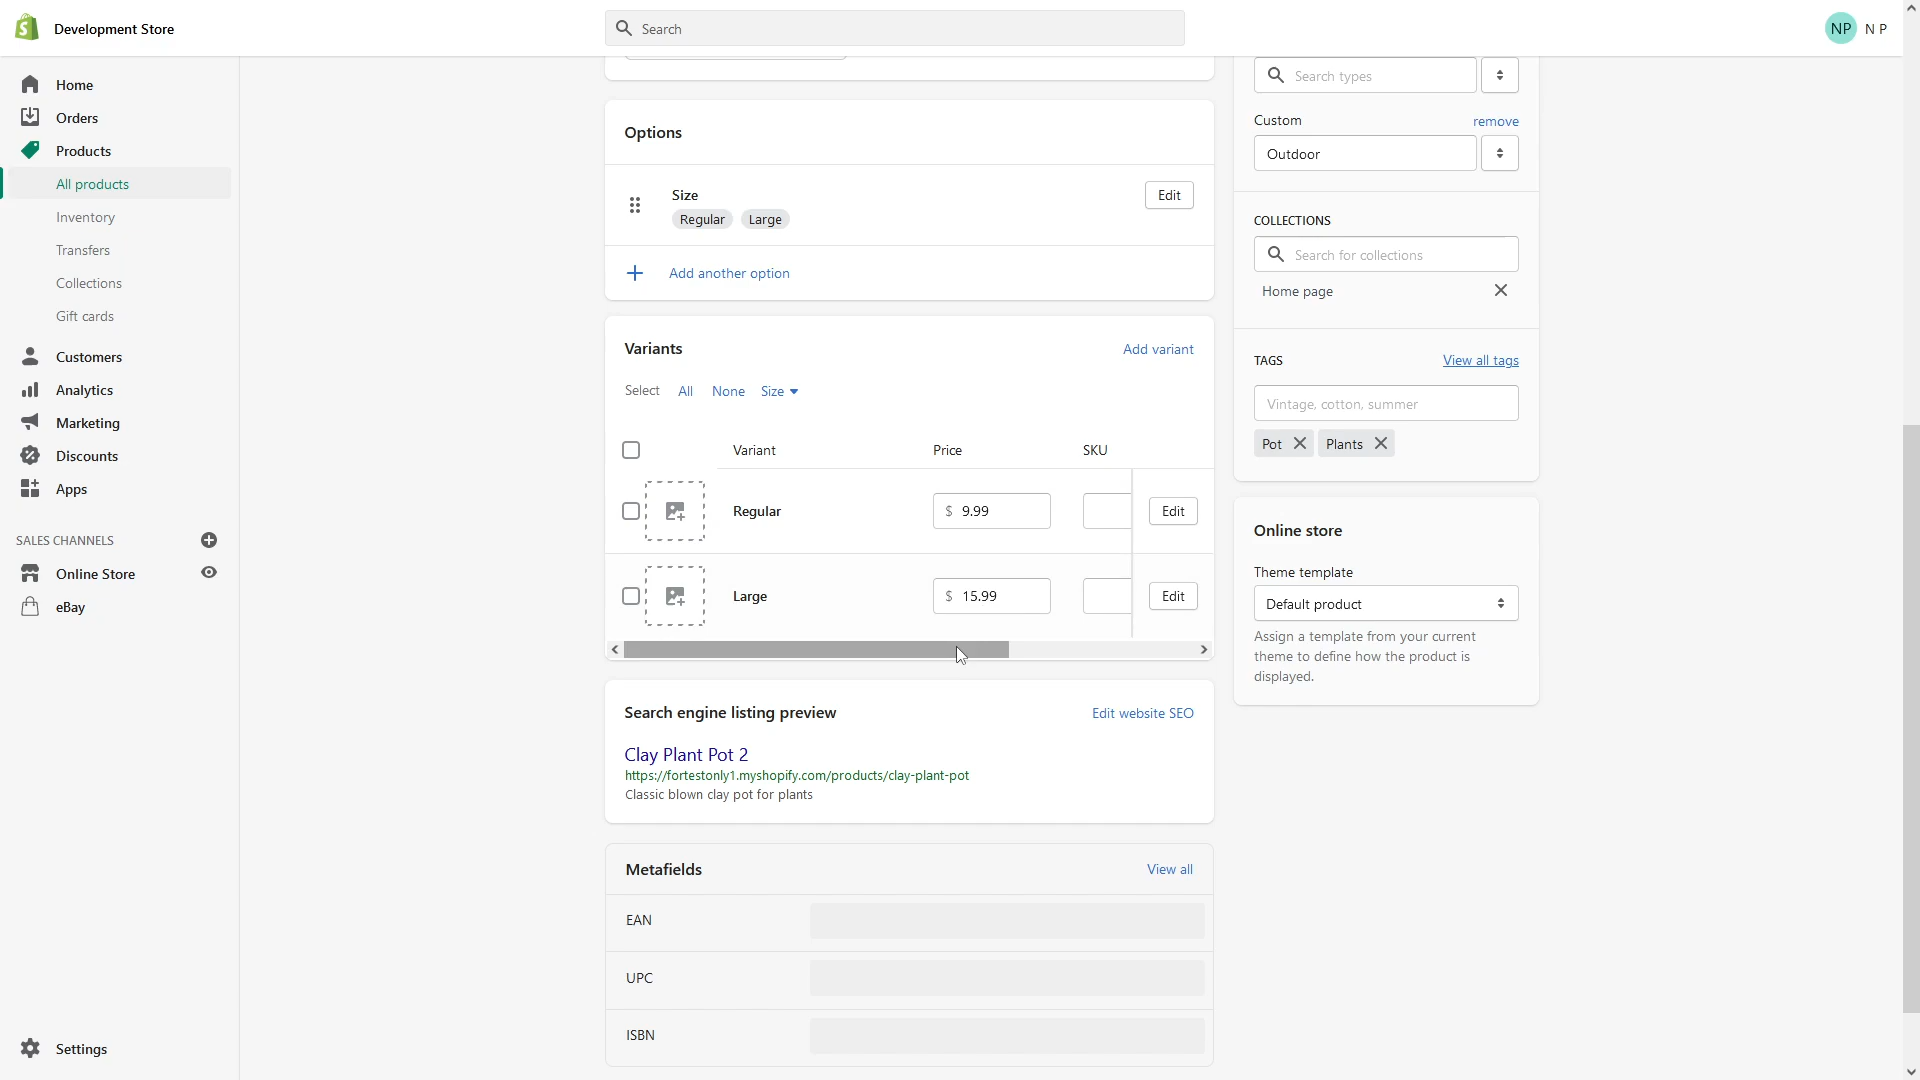 Development Store
Search
NP N P
Home
Orders
Products
All products
Inventory
Transfers
Collections
Gift cards
Customers
Analytics
Marketing
Discounts
Apps
SALES CHANNELS
Online Store
eBay
Settings
Options
Size
Edit
Regular Large
Add another option
Variants
Add variant
Select All None Size
Variant Price SKU
Regular $ 9.99 Edit
Large $ 15.99 Edit
Search engine listing preview
Edit website SEO
Clay Plant Pot 2
https://fortestonly1.myshopify.com/products/clay-plant-pot
Classic blown clay pot for plants
Metafields
View all
EAN
UPC
ISBN
Search types
Custom remove
Outdoor
COLLECTIONS
Search for collections
Home page
TAGS View all tags
Vintage, cotton, summer
Pot Plants
Online store
Theme template
Default product
Assign a template from your current
theme to define how the product is
displayed.